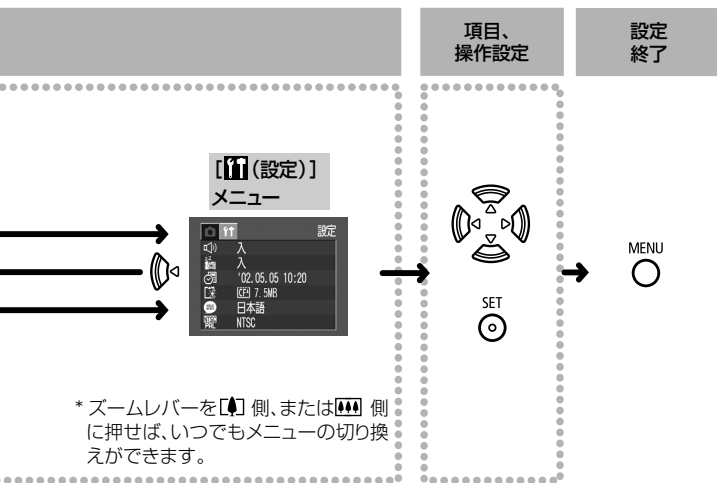 項目、
操作設定
設定
終了
[ (設定)]
メニュー
設定
入
入
'02.05.05 10:20
[CF] 7.5MB
日本語
NTSC
MENU
SET
* ズームレバーを[ ] 側、または 側
に押せば、いつでもメニューの切り換
えができます。